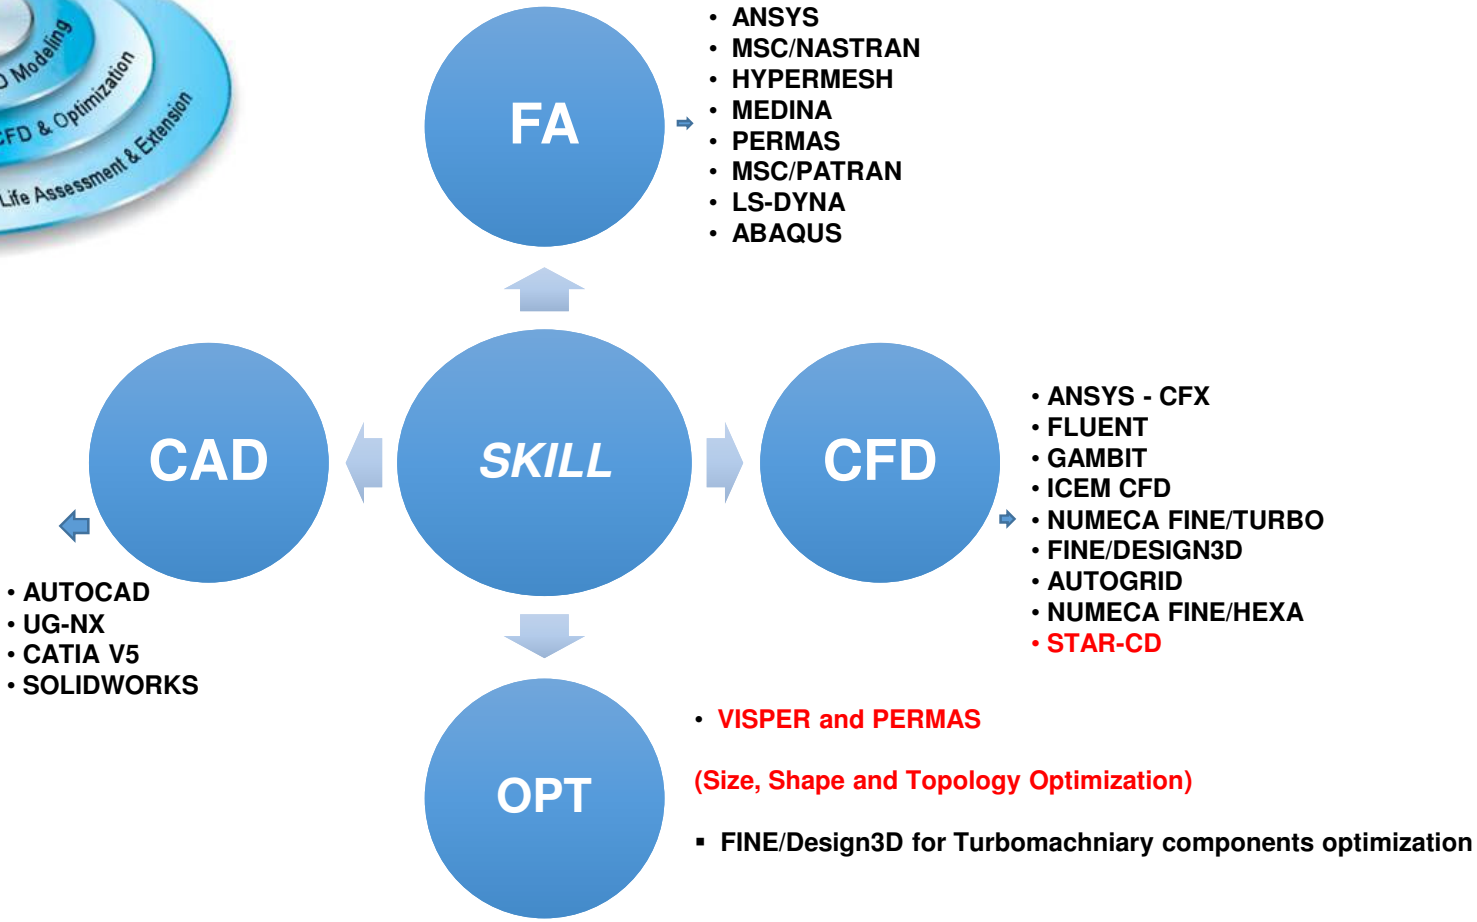 D Modeling
CFD & Optimization
Life Assessment & Extension
FA
• ANSYS
• MSC/NASTRAN
• HYPERMESH
• MEDINA
• PERMAS
• MSC/PATRAN
• LS-DYNA
• ABAQUS
CAD
SKILL
CFD
• ANSYS - CFX
• FLUENT
• GAMBIT
• ICEM CFD
• NUMECA FINE/TURBO
• FINE/DESIGN3D
• AUTOGRID
• NUMECA FINE/HEXA
• STAR-CD
• AUTOCAD
• UG-NX
• CATIA V5
• SOLIDWORKS
OPT
• VISPER and PERMAS
(Size, Shape and Topology Optimization)
▪ FINE/Design3D for Turbomachniary components optimization